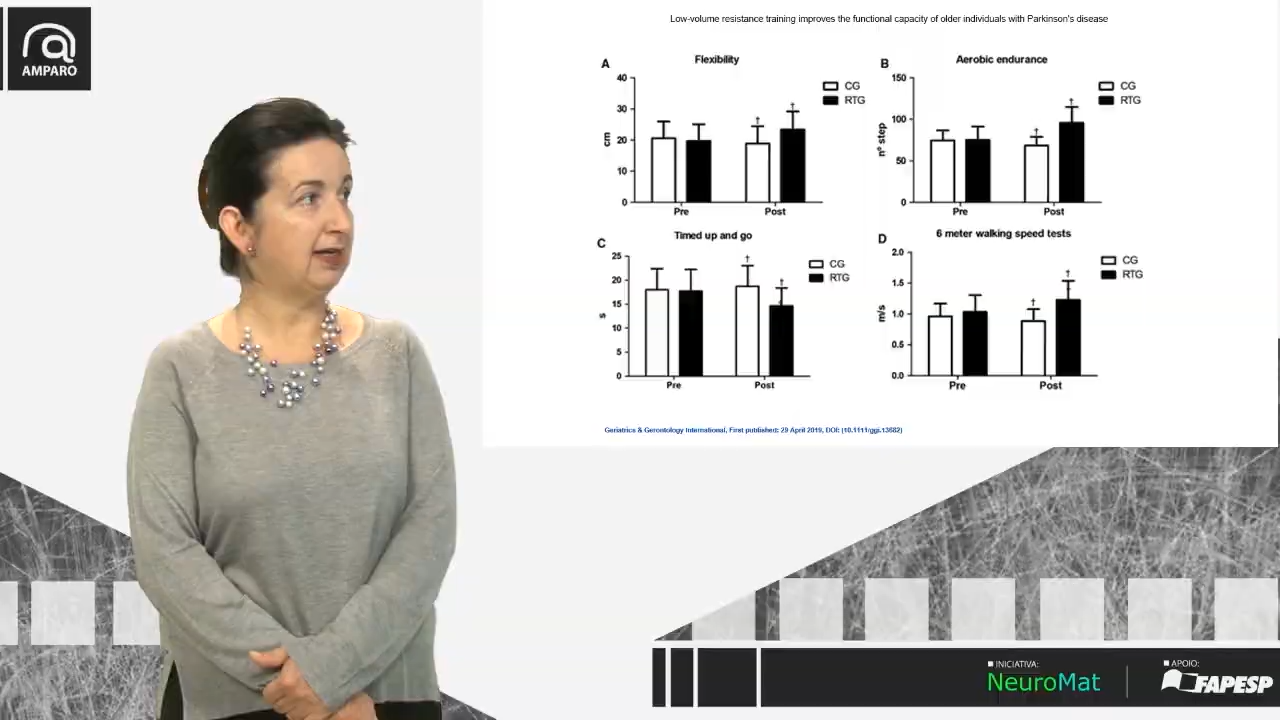 AMPARO
Low-volume resistance training improves the functional capacity of older individuals with Parkinson's disease
A
Flexibility
40
30
20
10
0
cm
CG
RTG
† †
Pre Post
B
Aerobic endurance
150
100
50
0
nº step
CG
RTG
† †
Pre Post
C
Timed up and go
25
20
15
10
5
0
s
CG
RTG
† †
Pre Post
D
6 meter walking speed tests
2.0
1.5
1.0
0.5
0.0
m/s
CG
RTG
† †
Pre Post
Geriatrics & Gerontology International, First published: 29 April 2019, DOI: (10.1111/ggi.13682)
INICIATIVA:
NeuroMat
APOIO:
FAPESP